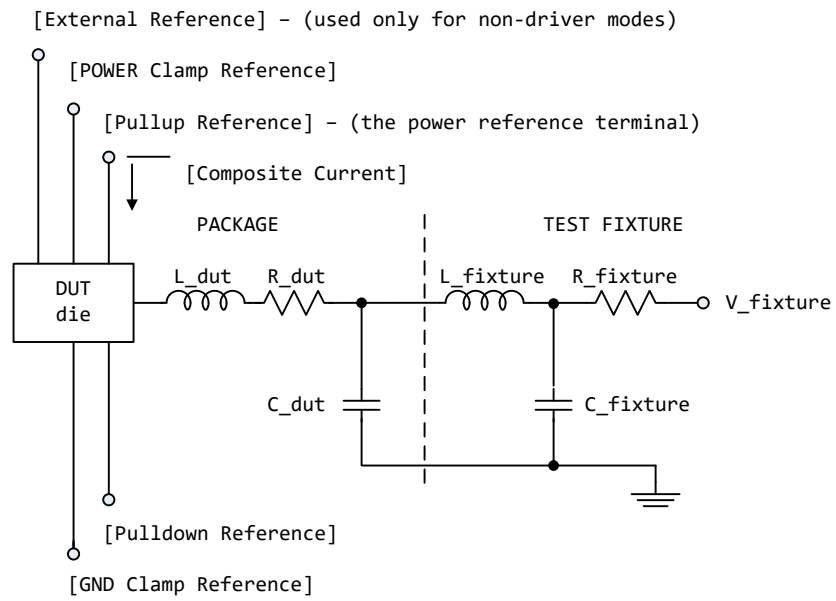 [External Reference] – (used only for non-driver modes)
[POWER Clamp Reference]
[Pullup Reference] – (the power reference terminal)
[Composite Current]
PACKAGE
TEST FIXTURE
L_dut
R_dut
L_fixture
R_fixture
DUT
die
V_fixture
C_dut
C_fixture
[Pulldown Reference]
[GND Clamp Reference]